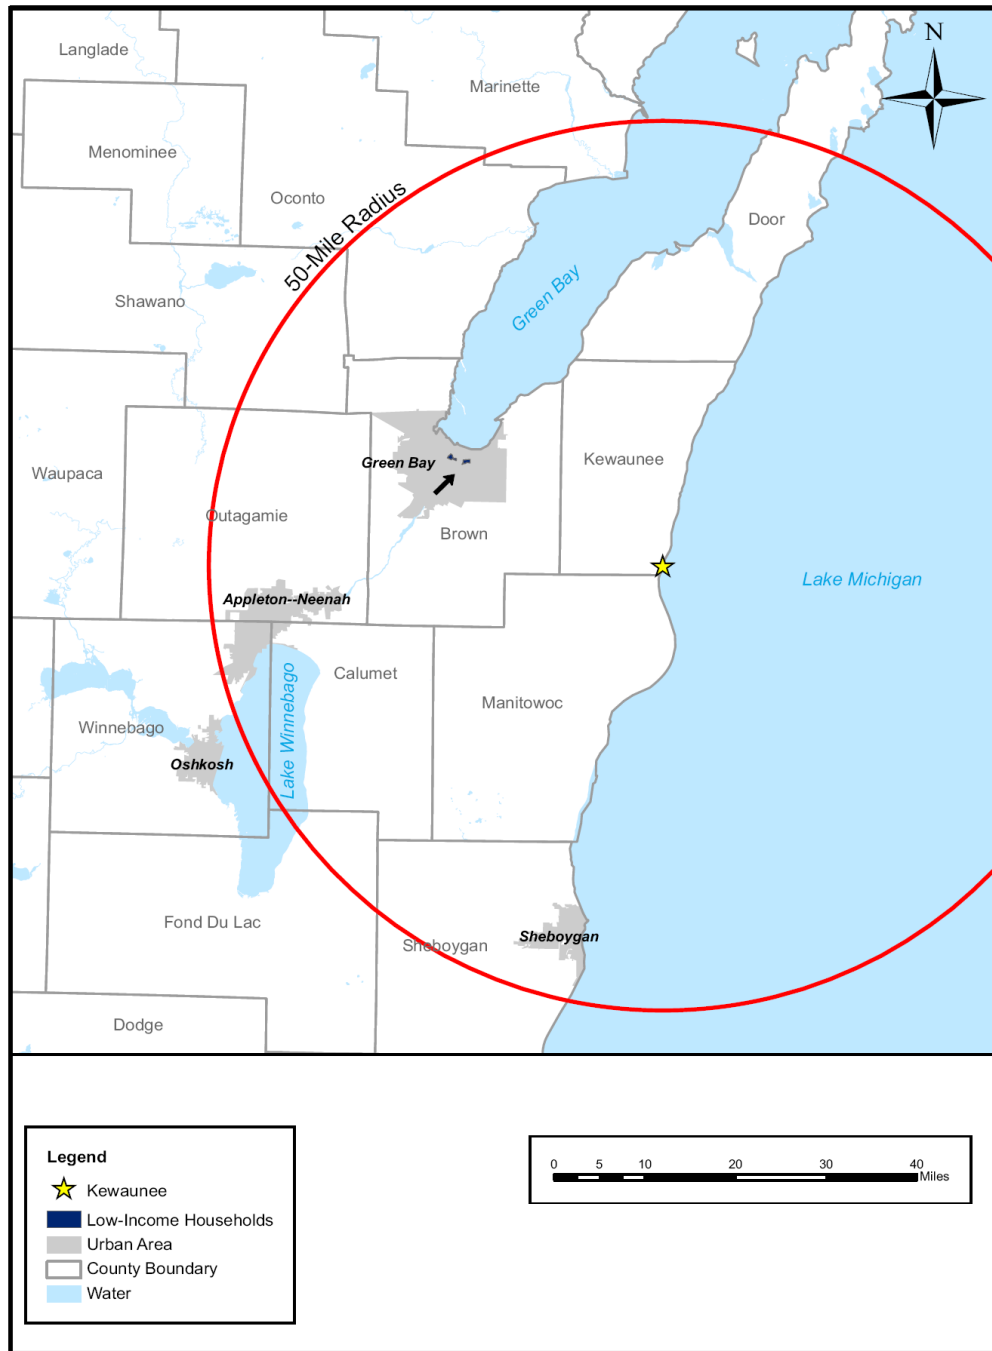 Langlade
N
Marinette
Menominee
Oconto
50-Mile Radius
Door
Shawano
Green Bay
Waupaca
Green Bay
Kewaunee
Outagamie
Brown
Lake Michigan
Appleton--Neenah
Calumet
Lake Winnebago
Manitowoc
Winnebago
Oshkosh
Fond Du Lac
Sheboygan
Sheboygan
Dodge
Legend
Kewaunee
Low-Income Households
Urban Area
County Boundary
Water
0 5 10 20 30 40
Miles